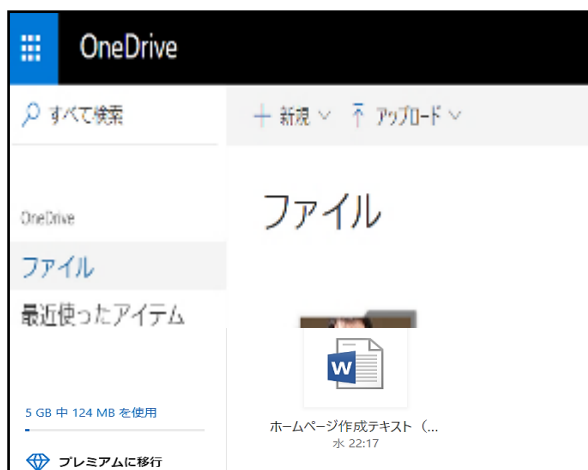 OneDrive
すべて検索
新規 アップロード
OneDrive
ファイル
ファイル
最近使ったアイテム
W
ホームページ作成テキスト（...
水 22:17
5 GB 中 124 MB を使用
プレミアムに移行